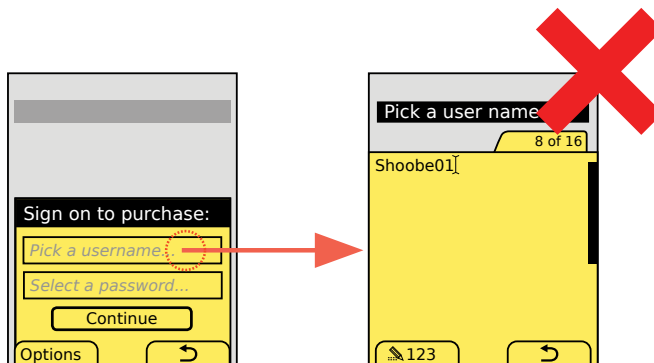 Sign on to purchase:
Pick a username...
Select a password...
Continue
Options
Pick a user name
8 of 16
Shoobe01
123